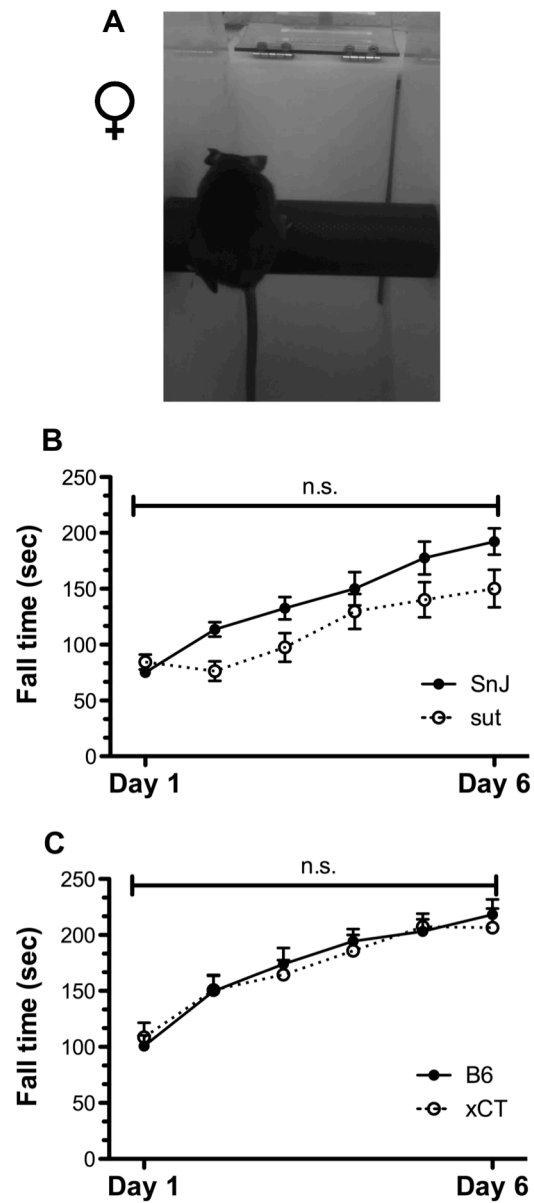 A
♀
B
n.s.
250
200
150
100
50
0
Fall time (sec)
SnJ
sut
Day 1
Day 6
C
n.s.
250
200
150
100
50
0
Fall time (sec)
B6
xCT
Day 1
Day 6